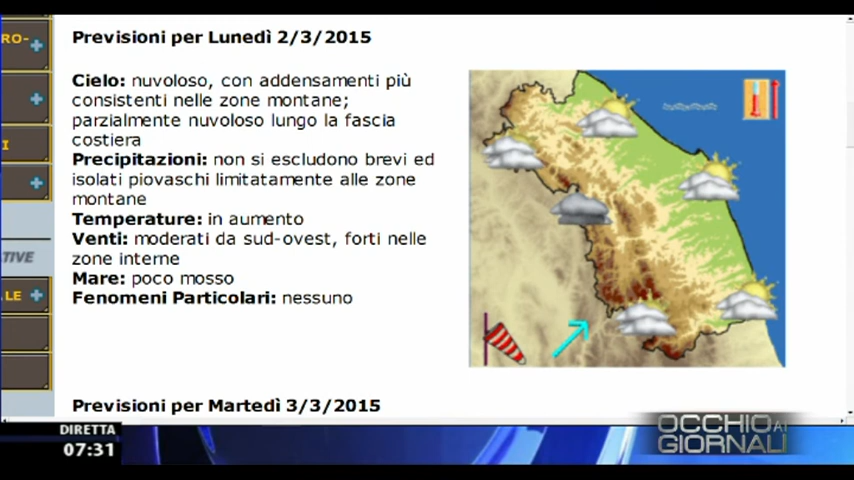 Previsioni per Lunedì 2/3/2015
RO-
Cielo: nuvoloso, con addensamenti più
consistenti nelle zone montane;
parzialmente nuvoloso lungo la fascia
costiera
I
Precipitazioni: non si escludono brevi ed
isolati piovaschi limitatamente alle zone
montane
Temperature: in aumento
Venti: moderati da sud-ovest, forti nelle
zone interne
TIVE
Mare: poco mosso
LE
Fenomeni Particolari: nessuno
Previsioni per Martedì 3/3/2015
DIRETTA
07:31
OCCHIO AI
GIORNALI